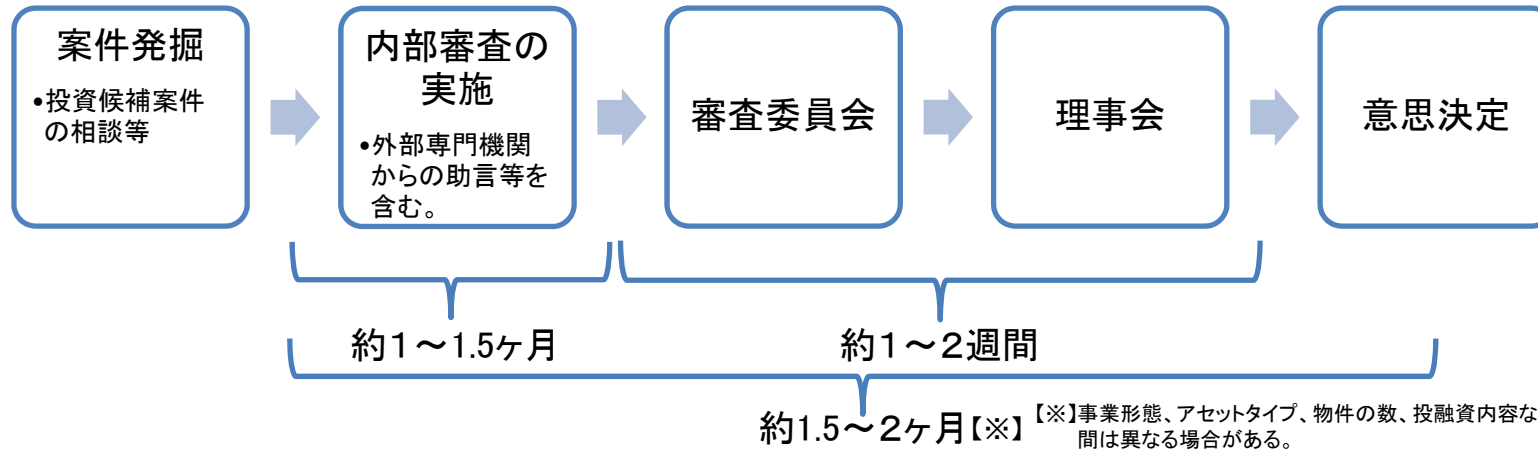 案件発掘
•投資候補案件
の相談等
内部審査の
実施
•外部専門機関
からの助言等を
含む。
審査委員会
理事会
意思決定
約1～1.5ヶ月
約1～2週間
約1.5～2ヶ月【※】
【※】事業形態、アセットタイプ、物件の数、投融資内容な
間は異なる場合がある。